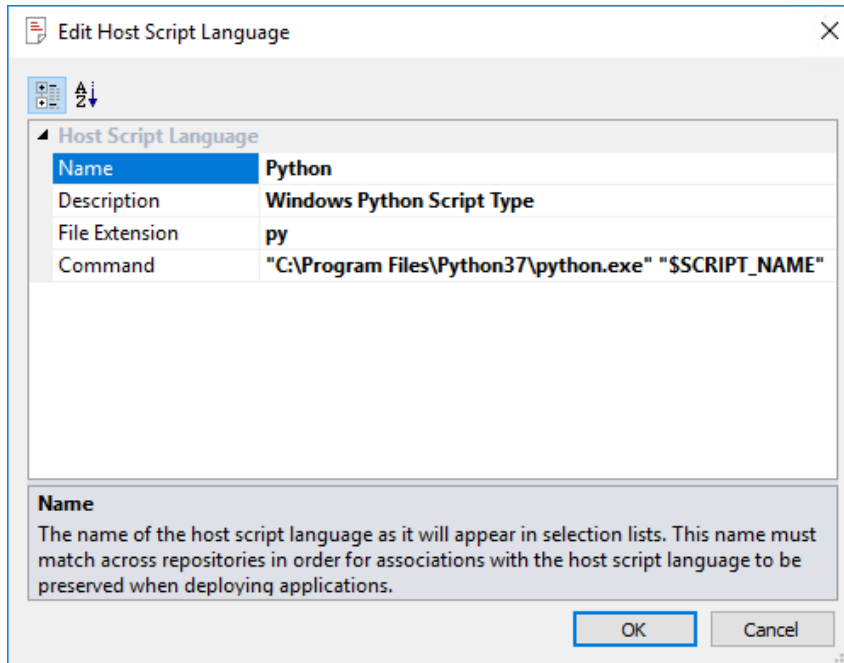 Edit Host Script Language
Host Script Language
Name Python
Description Windows Python Script Type
File Extension py
Command "C:\Program Files\Python37\python.exe" "$SCRIPT_NAME"
Name
The name of the host script language as it will appear in selection lists. This name must
match across repositories in order for associations with the host script language to be
preserved when deploying applications.
OK Cancel